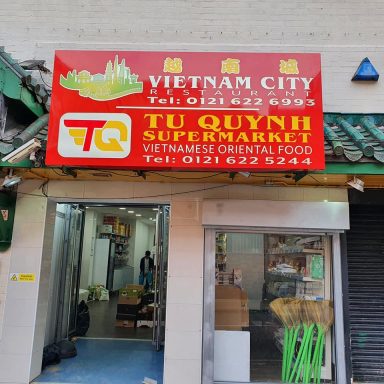 越南城
VIETNAM CITY
RESTAURANT
Tel: 0121 622 6993
TQ
TU QUYNH
SUPERMARKET
VIETNAMESE ORIENTAL FOOD
Tel: 0121 622 5244